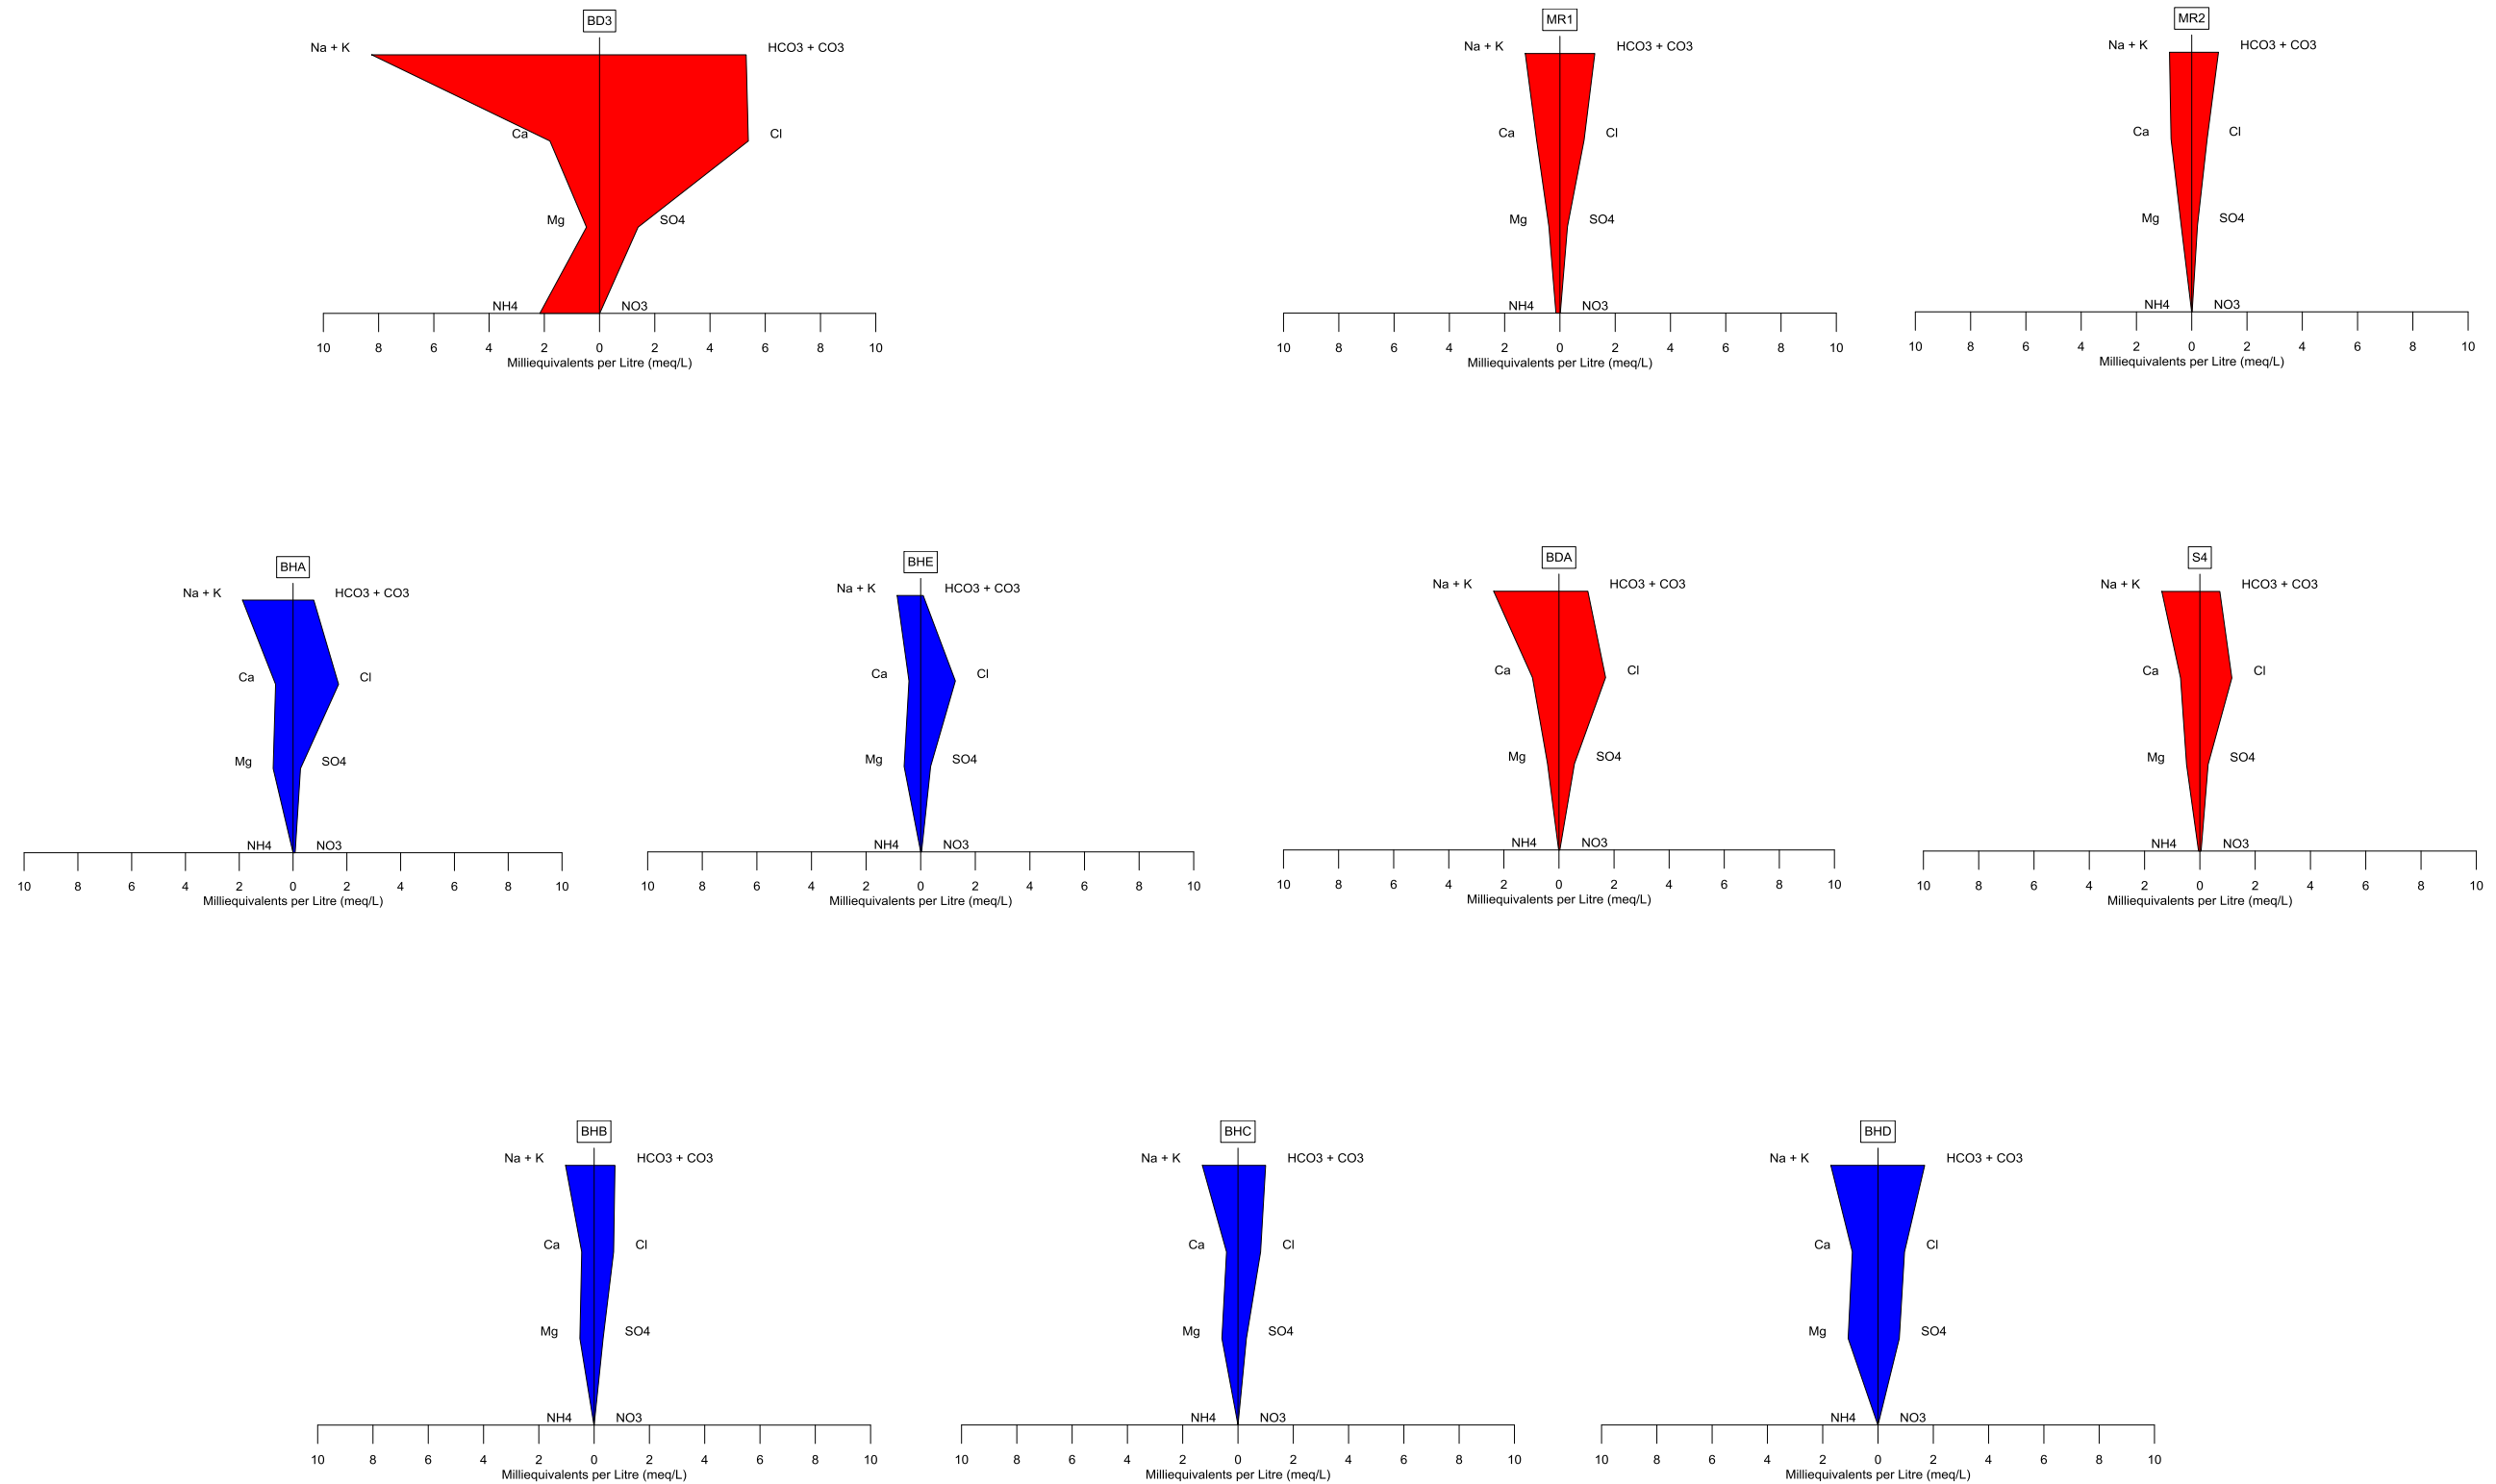 BD3
Na + K HCO3 + CO3
Ca Cl
Mg SO4
NH4 NO3
10 8 6 4 2 0 2 4 6 8 10
Milliequivalents per Litre (meq/L)
MR1
Na + K HCO3 + CO3
Ca Cl
Mg SO4
NH4 NO3
10 8 6 4 2 0 2 4 6 8 10
Milliequivalents per Litre (meq/L)
MR2
Na + K HCO3 + CO3
Ca Cl
Mg SO4
NH4 NO3
10 8 6 4 2 0 2 4 6 8 10
Milliequivalents per Litre (meq/L)
BHA
Na + K HCO3 + CO3
Ca Cl
Mg SO4
NH4 NO3
10 8 6 4 2 0 2 4 6 8 10
Milliequivalents per Litre (meq/L)
BHE
Na + K HCO3 + CO3
Ca Cl
Mg SO4
NH4 NO3
10 8 6 4 2 0 2 4 6 8 10
Milliequivalents per Litre (meq/L)
BDA
Na + K HCO3 + CO3
Ca Cl
Mg SO4
NH4 NO3
10 8 6 4 2 0 2 4 6 8 10
Milliequivalents per Litre (meq/L)
S4
Na + K HCO3 + CO3
Ca Cl
Mg SO4
NH4 NO3
10 8 6 4 2 0 2 4 6 8 10
Milliequivalents per Litre (meq/L)
BHB
Na + K HCO3 + CO3
Ca Cl
Mg SO4
NH4 NO3
10 8 6 4 2 0 2 4 6 8 10
Milliequivalents per Litre (meq/L)
BHC
Na + K HCO3 + CO3
Ca Cl
Mg SO4
NH4 NO3
10 8 6 4 2 0 2 4 6 8 10
Milliequivalents per Litre (meq/L)
BHD
Na + K HCO3 + CO3
Ca Cl
Mg SO4
NH4 NO3
10 8 6 4 2 0 2 4 6 8 10
Milliequivalents per Litre (meq/L)